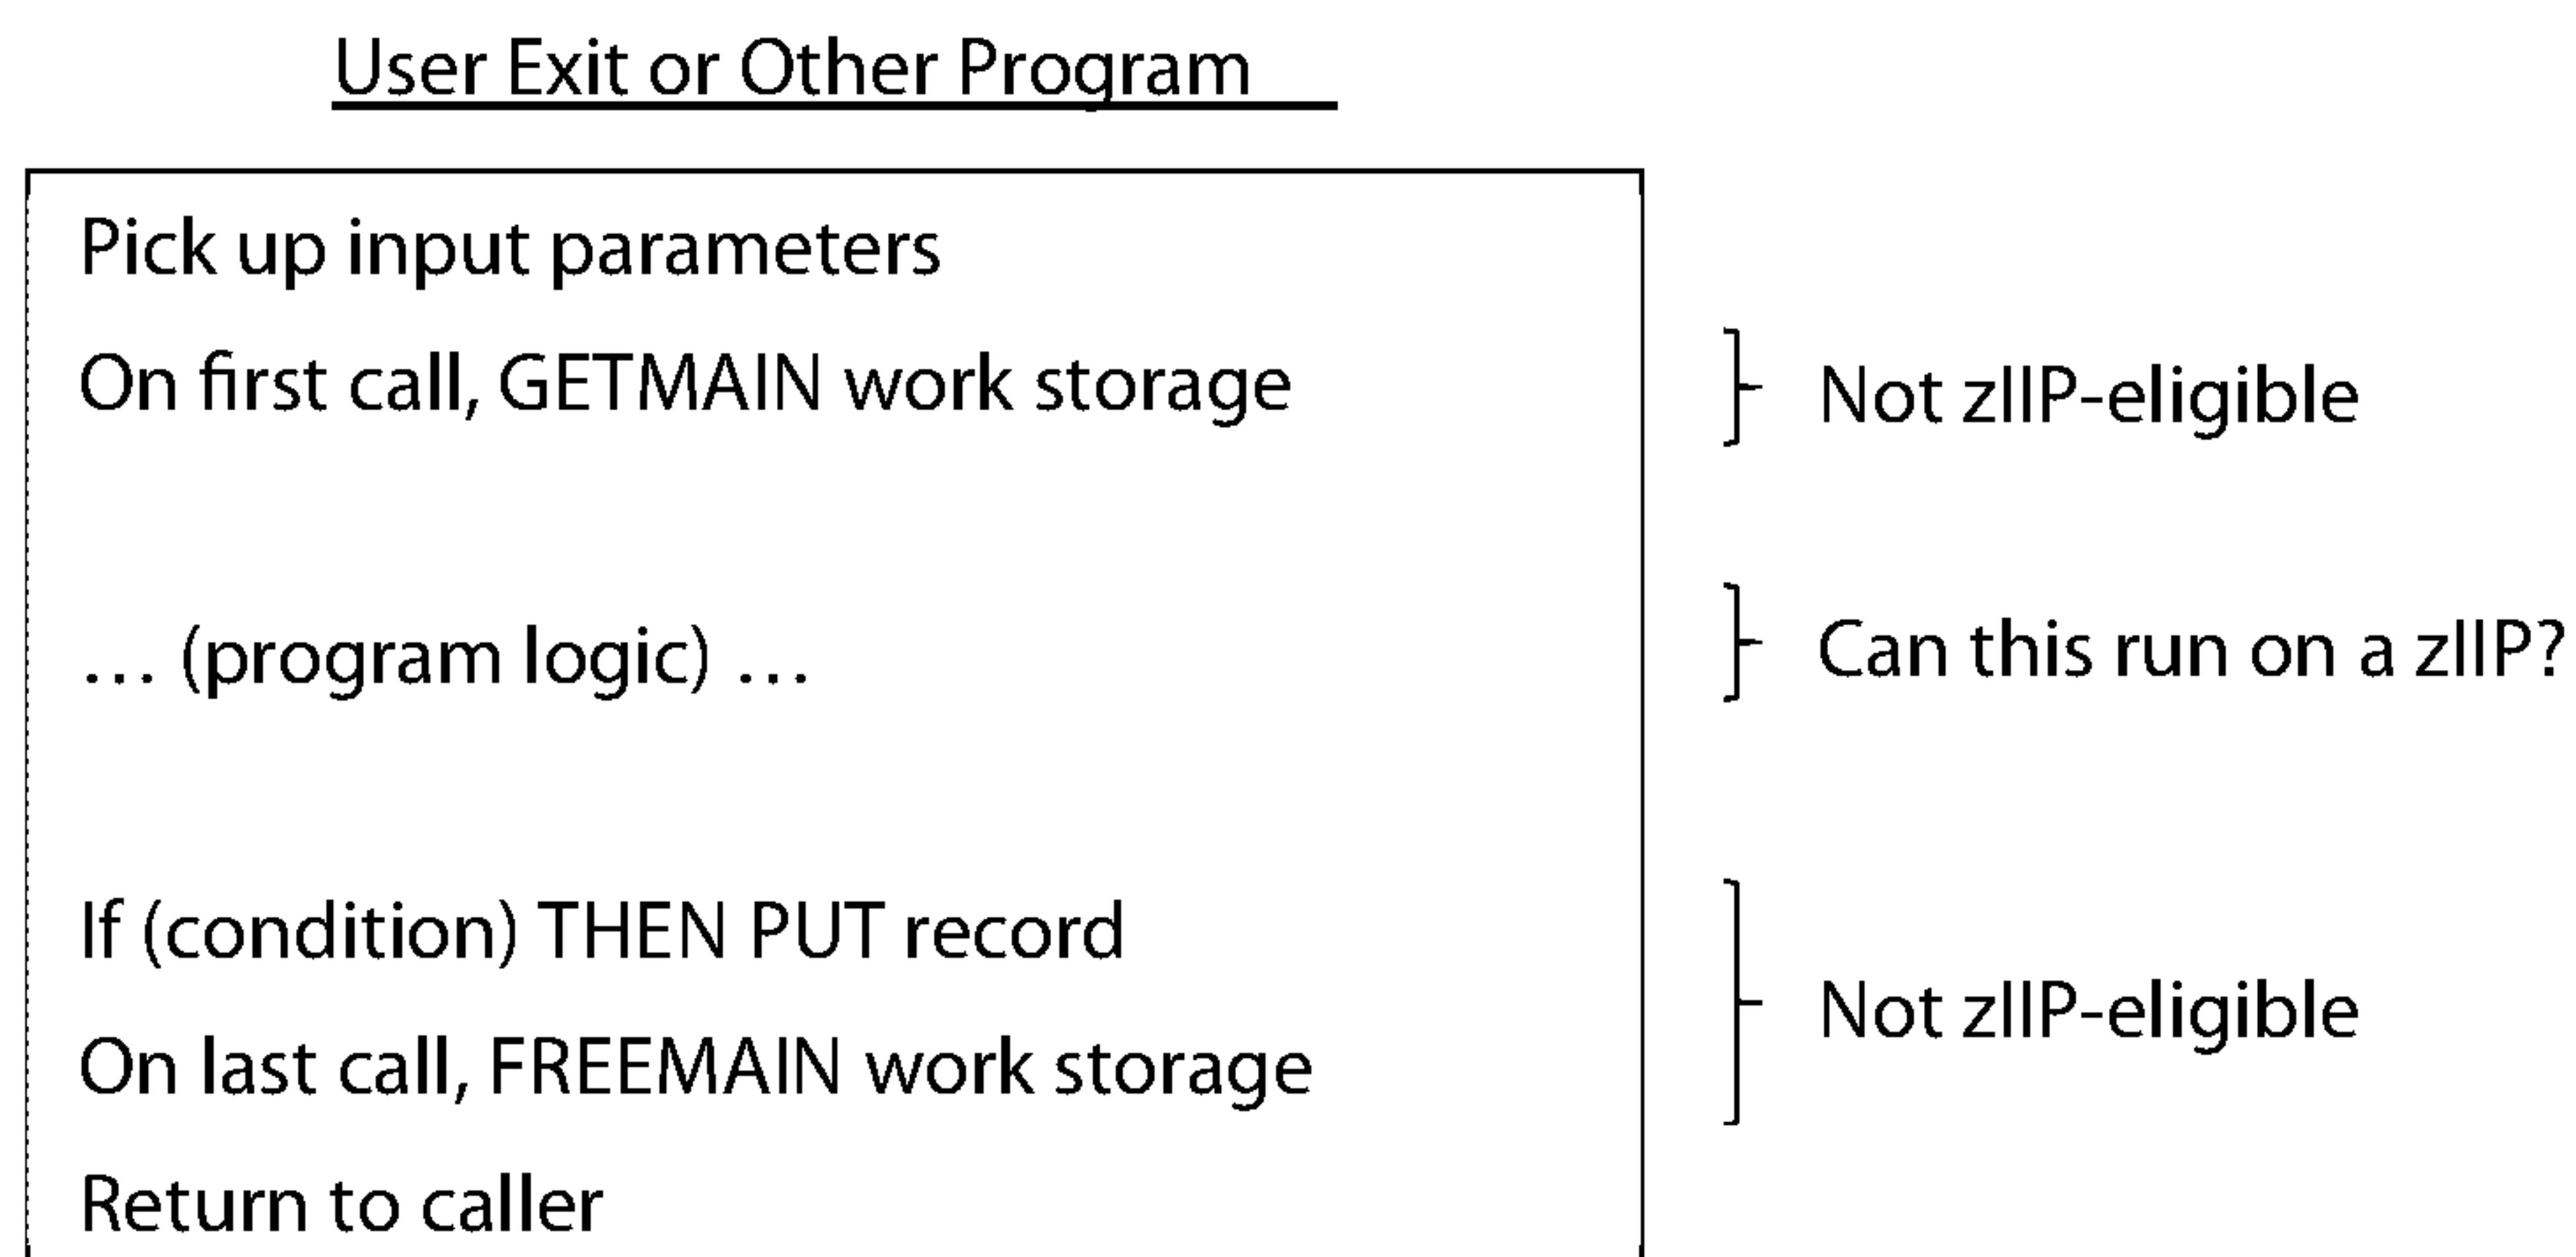 User Exit or Other Program
Pick up input parameters
On first call, GETMAIN work storage
Not zIIP-eligible
... (program logic) ...
Can this run on a zIIP?
If (condition) THEN PUT record
Not zIIP-eligible
On last call, FREEMAIN work storage
Return to caller